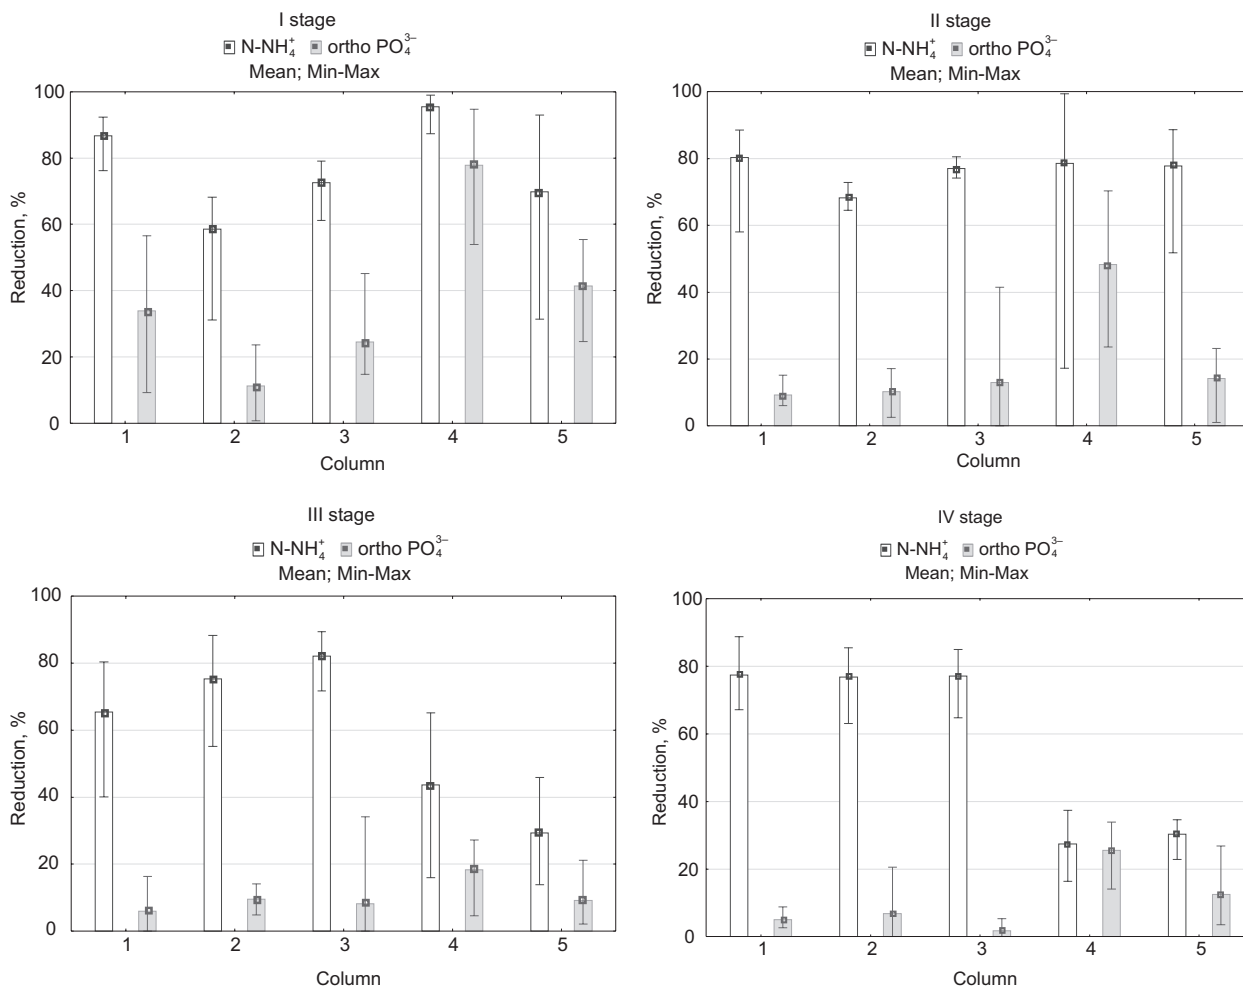 I stage
N-NH₄⁺ ortho PO₄³⁻
Mean; Min-Max
Reduction, %
100
80
60
40
20
0
1 2 3 4 5
Column
II stage
N-NH₄⁺ ortho PO₄³⁻
Mean; Min-Max
Reduction, %
100
80
60
40
20
0
1 2 3 4 5
Column
III stage
N-NH₄⁺ ortho PO₄³⁻
Mean; Min-Max
Reduction, %
100
80
60
40
20
0
1 2 3 4 5
Column
IV stage
N-NH₄⁺ ortho PO₄³⁻
Mean; Min-Max
Reduction, %
100
80
60
40
20
0
1 2 3 4 5
Column